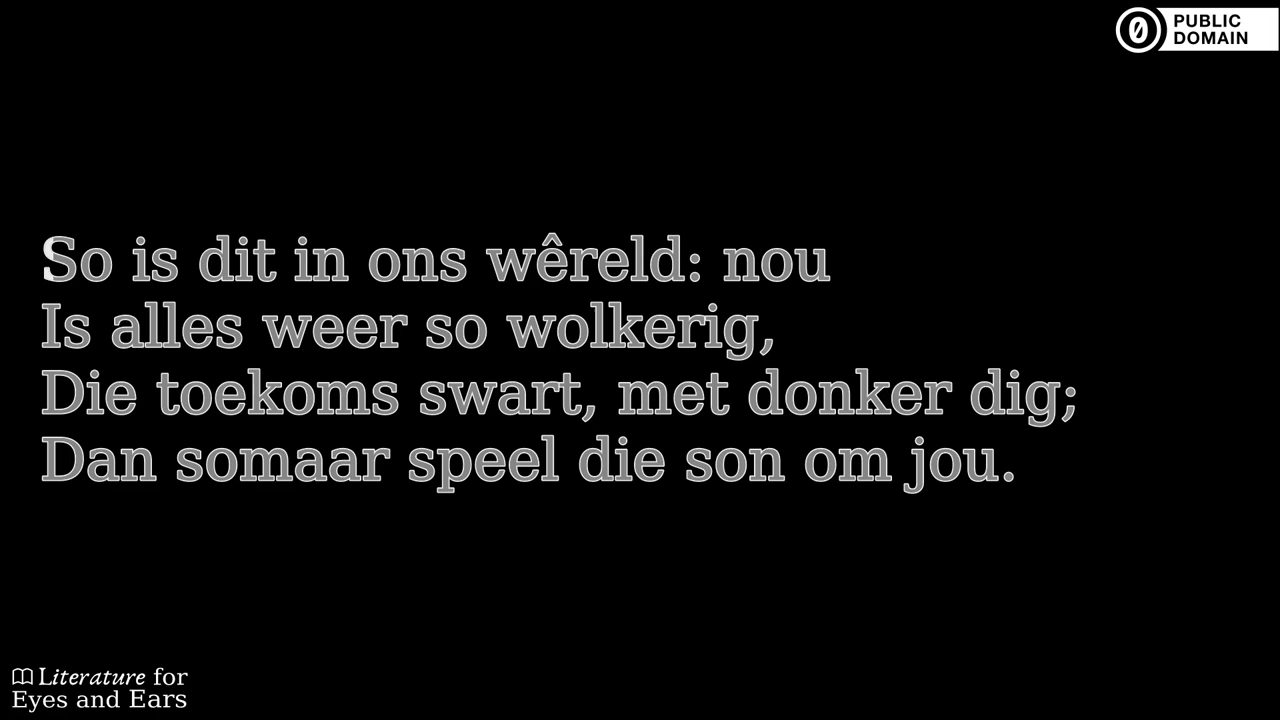 PUBLIC
DOMAIN
So is dit in ons wêreld: nou
Is alles weer so wolkerig,
Die toekoms swart, met donker dig;
Dan somaar speel die son om jou.
Literature for
Eyes and Ears